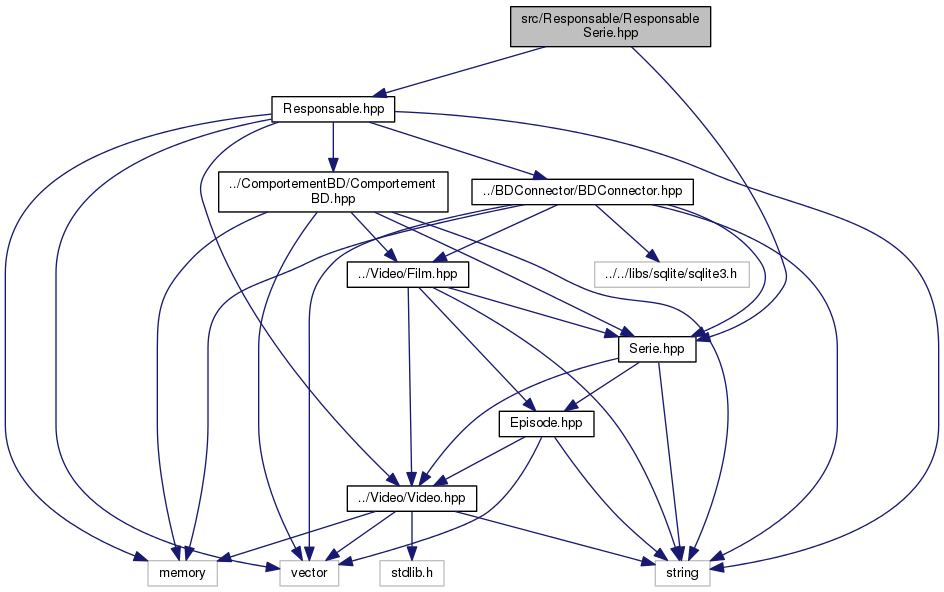 src/Responsable/Responsable
Serie.hpp
Responsable.hpp
../ComportementBD/Comportement
BD.hpp
../BDConnector/BDConnector.hpp
../Video/Film.hpp
../../libs/sqlite/sqlite3.h
Serie.hpp
Episode.hpp
../Video/Video.hpp
memory
vector
stdlib.h
string